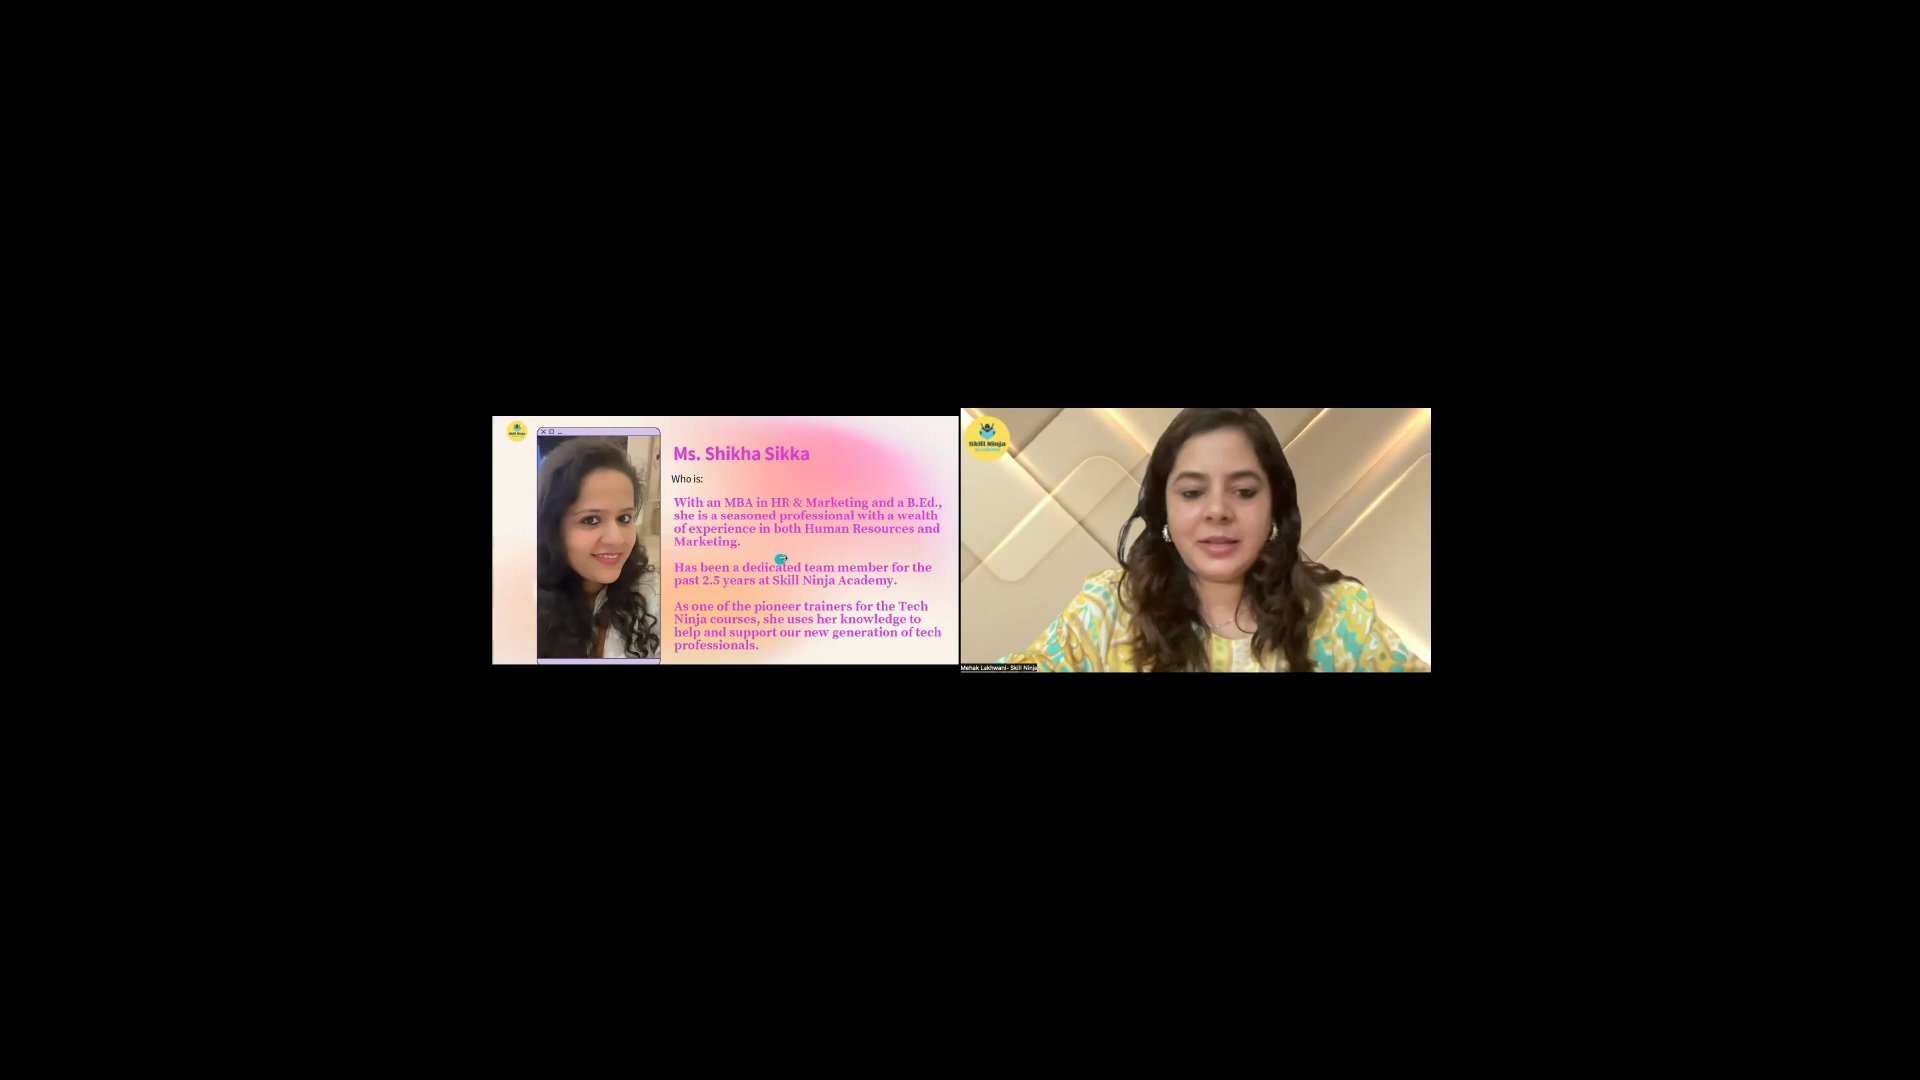 Skill Ninja
Ms. Shikha Sikka
Who is:
With an MBA in HR & Marketing and a B.Ed.,
she is a seasoned professional with a wealth
of experience in both Human Resources and
Marketing.
Has been a dedicated team member for the
past 2.5 years at Skill Ninja Academy.
As one of the pioneer trainers for the Tech
Ninja courses, she uses her knowledge to
help and support our new generation of tech
professionals.
Skill Ninja
ACADEMY
Mehak Lakhwani- Skill Ninja